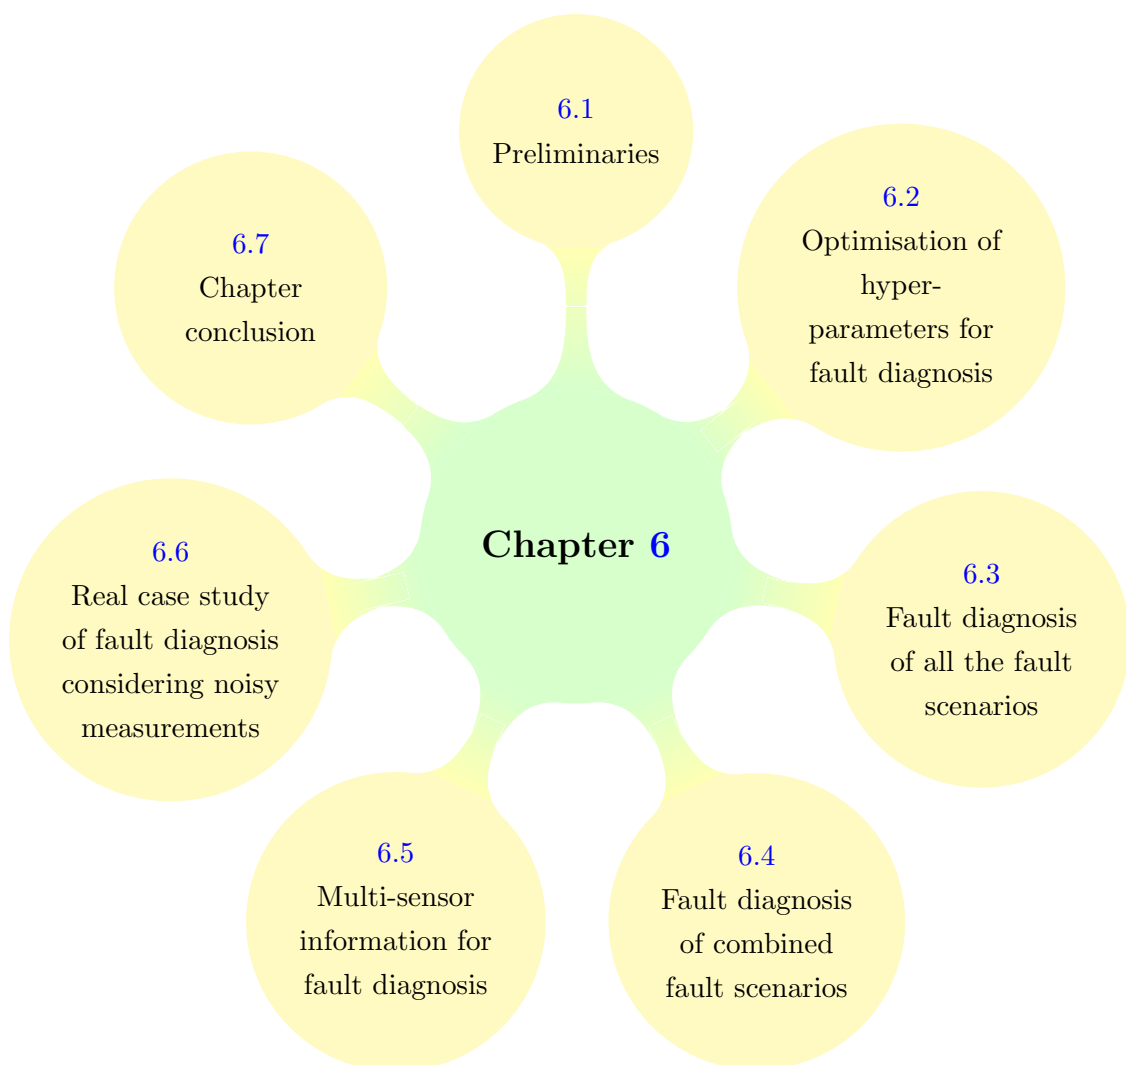 6.1
Preliminaries
6.2
Optimisation of
hyper-
parameters for
fault diagnosis
6.7
Chapter
conclusion
Chapter 6
6.3
Fault diagnosis
of all the fault
scenarios
6.6
Real case study
of fault diagnosis
considering noisy
measurements
6.5
Multi-sensor
information for
fault diagnosis
6.4
Fault diagnosis
of combined
fault scenarios